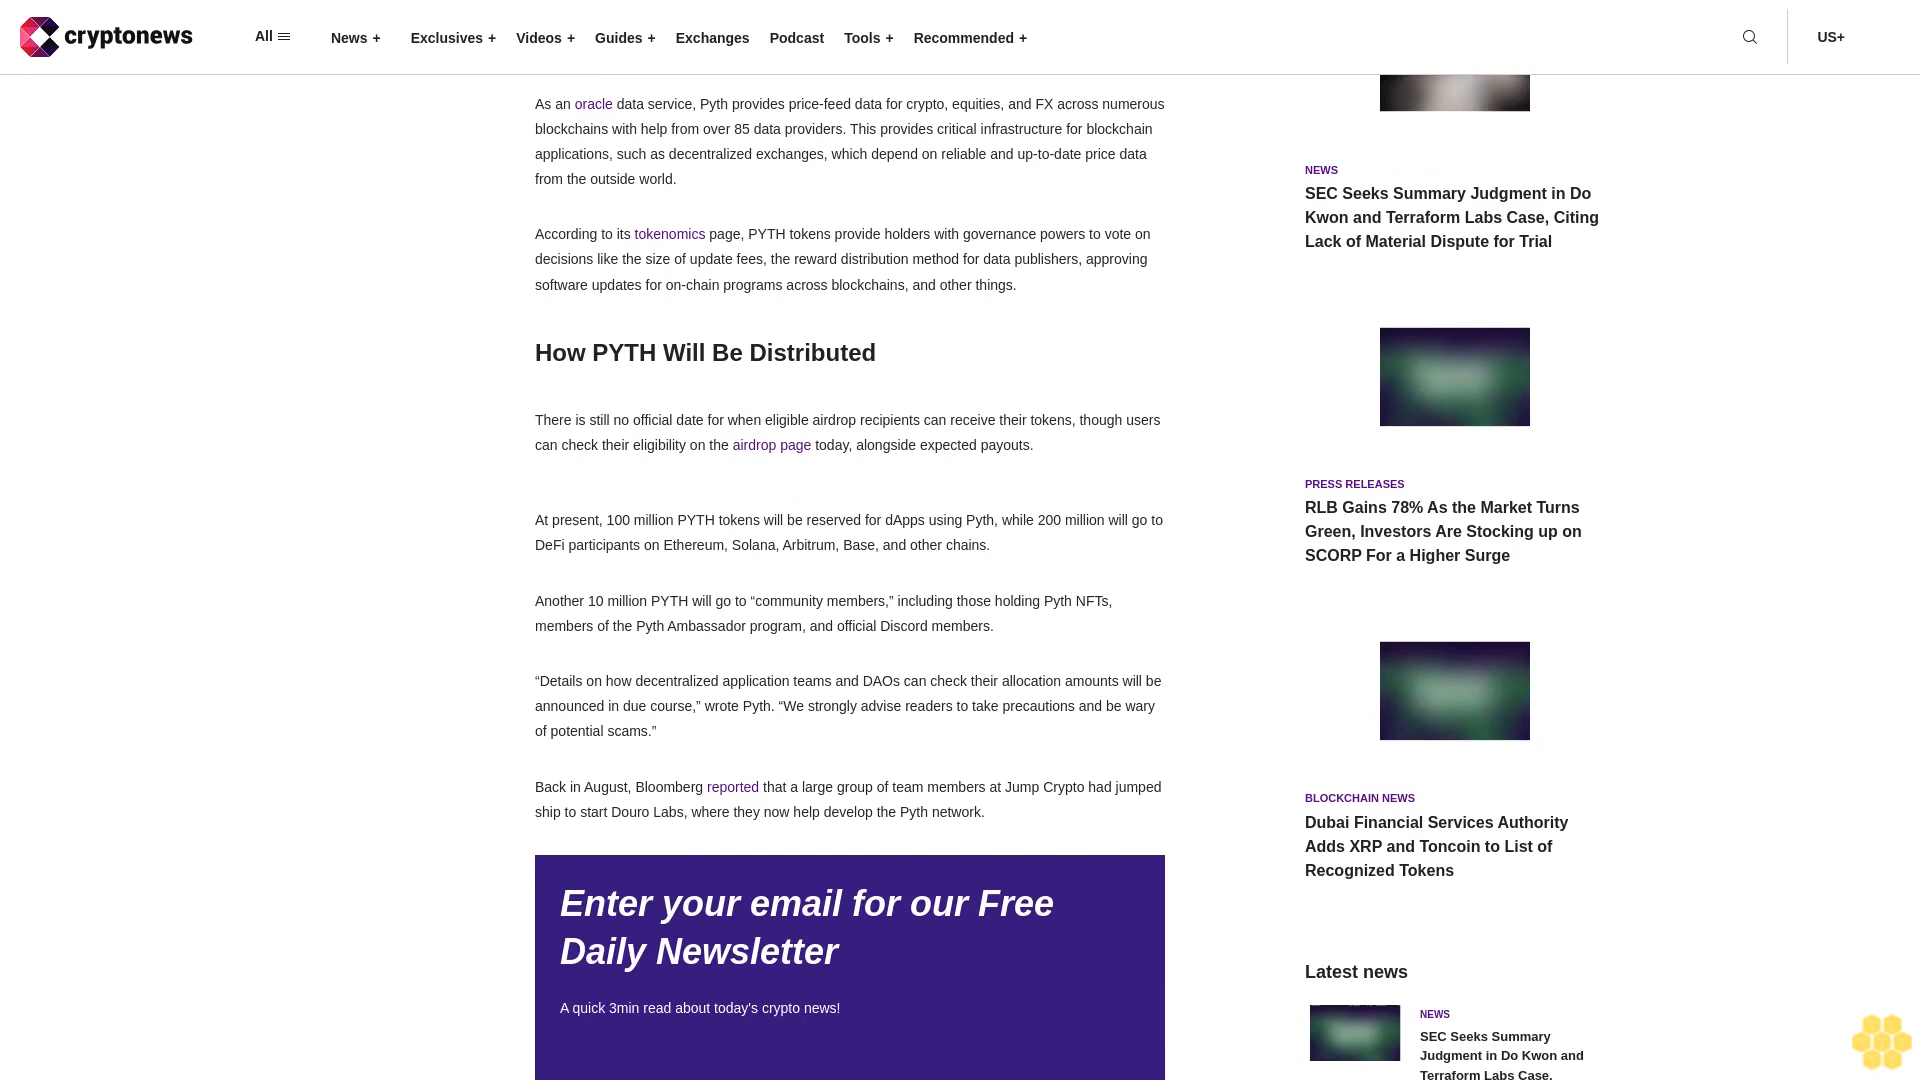 cryptonews
All
News +
Exclusives +
Videos +
Guides +
Exchanges
Podcast
Tools +
Recommended +
US+
As an oracle data service, Pyth provides price-feed data for crypto, equities, and FX across numerous
blockchains with help from over 85 data providers. This provides critical infrastructure for blockchain
applications, such as decentralized exchanges, which depend on reliable and up-to-date price data
from the outside world.
According to its tokenomics page, PYTH tokens provide holders with governance powers to vote on
decisions like the size of update fees, the reward distribution method for data publishers, approving
software updates for on-chain programs across blockchains, and other things.
How PYTH Will Be Distributed
There is still no official date for when eligible airdrop recipients can receive their tokens, though users
can check their eligibility on the airdrop page today, alongside expected payouts.
At present, 100 million PYTH tokens will be reserved for dApps using Pyth, while 200 million will go to
DeFi participants on Ethereum, Solana, Arbitrum, Base, and other chains.
Another 10 million PYTH will go to “community members,” including those holding Pyth NFTs,
members of the Pyth Ambassador program, and official Discord members.
“Details on how decentralized application teams and DAOs can check their allocation amounts will be
announced in due course,” wrote Pyth. “We strongly advise readers to take precautions and be wary
of potential scams.”
Back in August, Bloomberg reported that a large group of team members at Jump Crypto had jumped
ship to start Douro Labs, where they now help develop the Pyth network.
Enter your email for our Free
Daily Newsletter
A quick 3min read about today's crypto news!
NEWS
SEC Seeks Summary Judgment in Do
Kwon and Terraform Labs Case, Citing
Lack of Material Dispute for Trial
PRESS RELEASES
RLB Gains 78% As the Market Turns
Green, Investors Are Stocking up on
SCORP For a Higher Surge
BLOCKCHAIN NEWS
Dubai Financial Services Authority
Adds XRP and Toncoin to List of
Recognized Tokens
Latest news
NEWS
SEC Seeks Summary
Judgment in Do Kwon and
Terraform Labs Case,